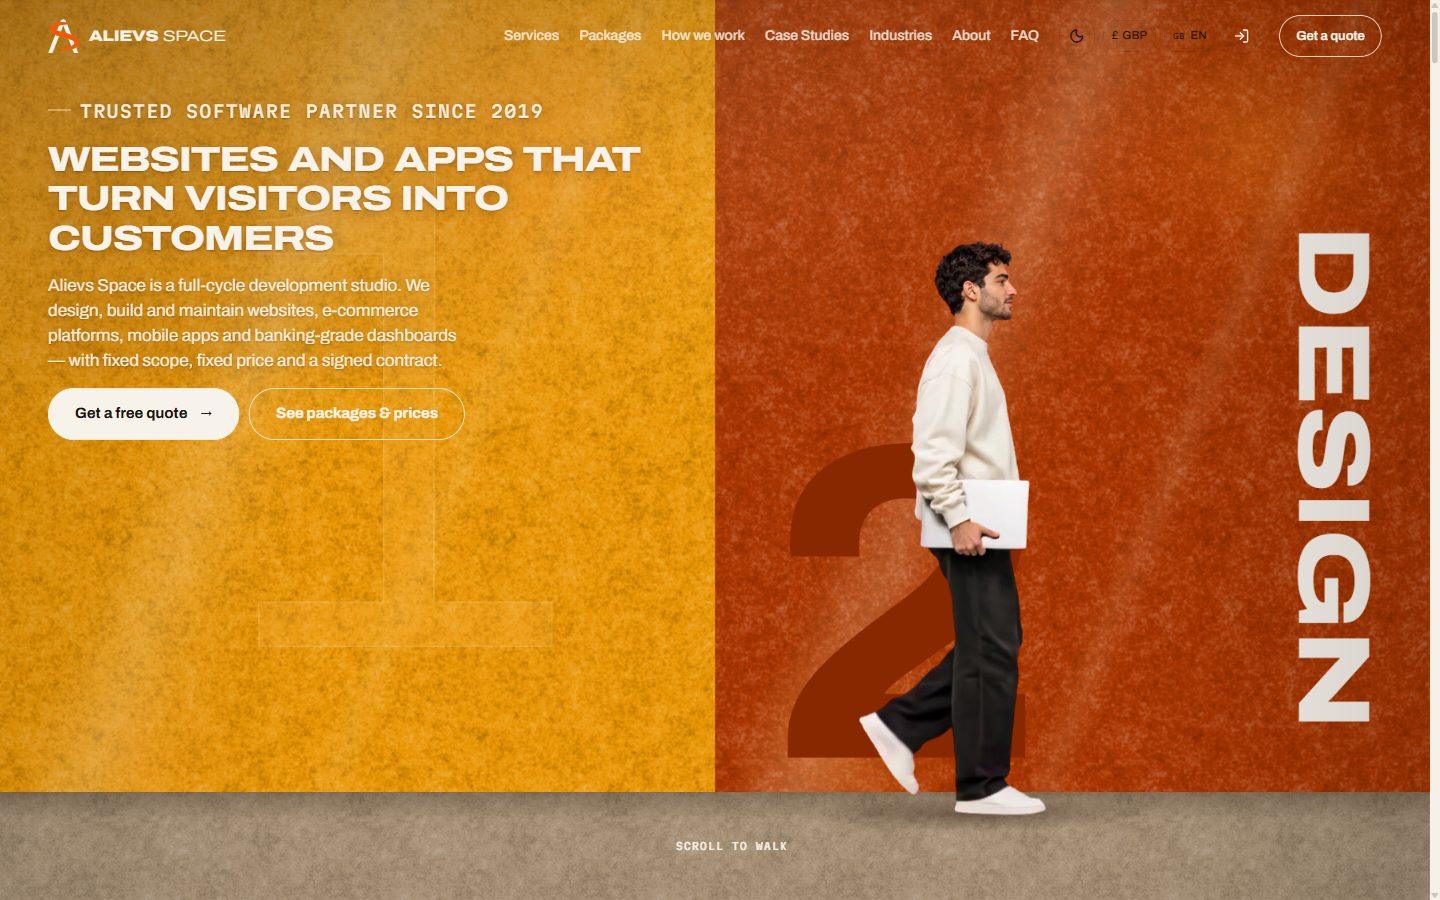 ALIEVS SPACE
Services Packages How we work Case Studies Industries About FAQ £ GBP GB EN Get a quote
TRUSTED SOFTWARE PARTNER SINCE 2019
WEBSITES AND APPS THAT
TURN VISITORS INTO
CUSTOMERS
Alievs Space is a full-cycle development studio. We
design, build and maintain websites, e-commerce
platforms, mobile apps and banking-grade dashboards
— with fixed scope, fixed price and a signed contract.
Get a free quote →
See packages & prices
1
2
DESIGN
SCROLL TO WALK